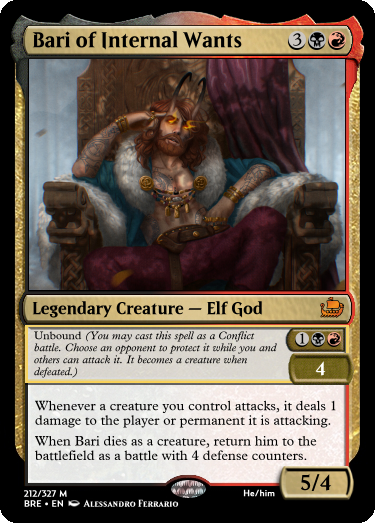 Bari of Internal Wants 3
Legendary Creature — Elf God
Unbound (You may cast this spell as a Conflict 1
battle. Choose an opponent to protect it while you and
others can attack it. It becomes a creature when 4
defeated.)
Whenever a creature you control attacks, it deals 1
damage to the player or permanent it is attacking.
When Bari dies as a creature, return him to the
battlefield as a battle with 4 defense counters.
5/4
212/327 M He/him
BRE • EN Alessandro Ferrario